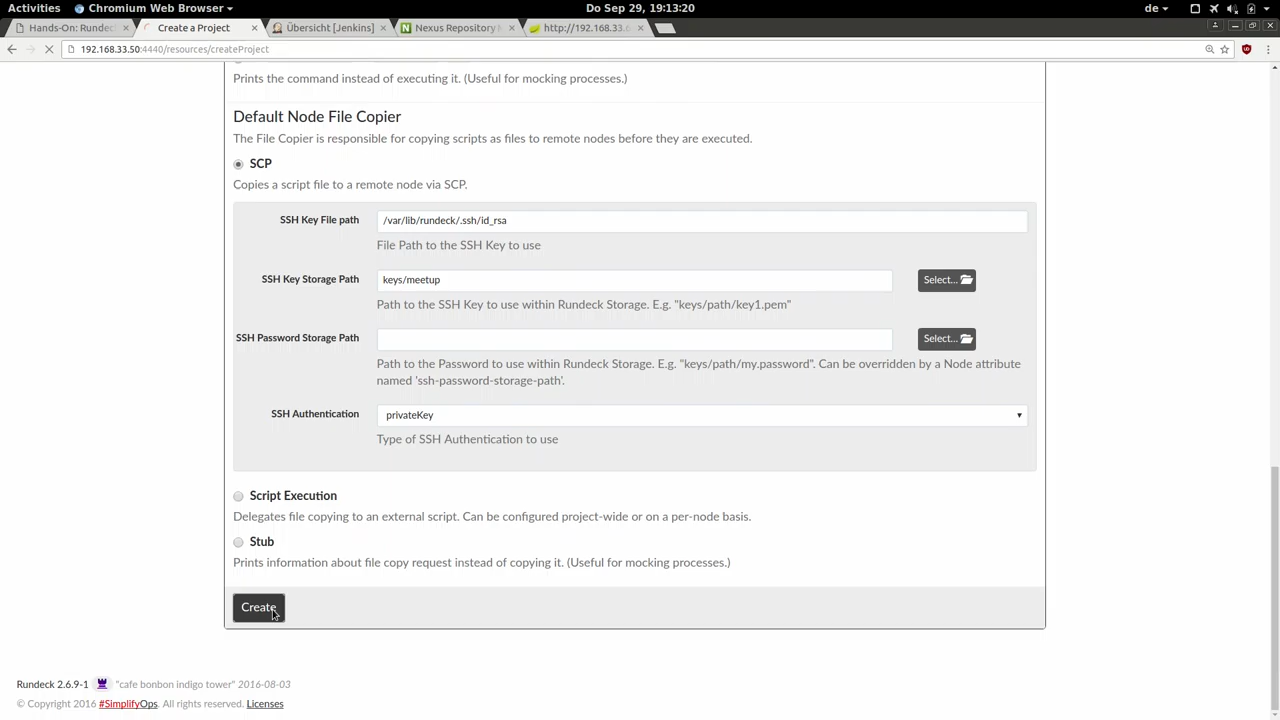 Activities
Chromium Web Browser
Do Sep 29, 19:13:20
de
Hands-On: Rundec
Create a Project
Übersicht [Jenkins]
Nexus Repository
http://192.168.33.6
192.168.33.50:4440/resources/createProject
Prints the command instead of executing it. (Useful for mocking processes.)
Default Node File Copier
The File Copier is responsible for copying scripts as files to remote nodes before they are executed.
SCP
Copies a script file to a remote node via SCP.
SSH Key File path
/var/lib/rundeck/.ssh/id_rsa
File Path to the SSH Key to use
SSH Key Storage Path
keys/meetup
Select...
Path to the SSH Key to use within Rundeck Storage. E.g. "keys/path/key1.pem"
SSH Password Storage Path
Select...
Path to the Password to use within Rundeck Storage. E.g. "keys/path/my.password". Can be overridden by a Node attribute
named 'ssh-password-storage-path'.
SSH Authentication
privateKey
Type of SSH Authentication to use
Script Execution
Delegates file copying to an external script. Can be configured project-wide or on a per-node basis.
Stub
Prints information about file copy request instead of copying it. (Useful for mocking processes.)
Create
Rundeck 2.6.9-1 "cafe bonbon indigo tower" 2016-08-03
© Copyright 2016 #SimplifyOps. All rights reserved. Licenses